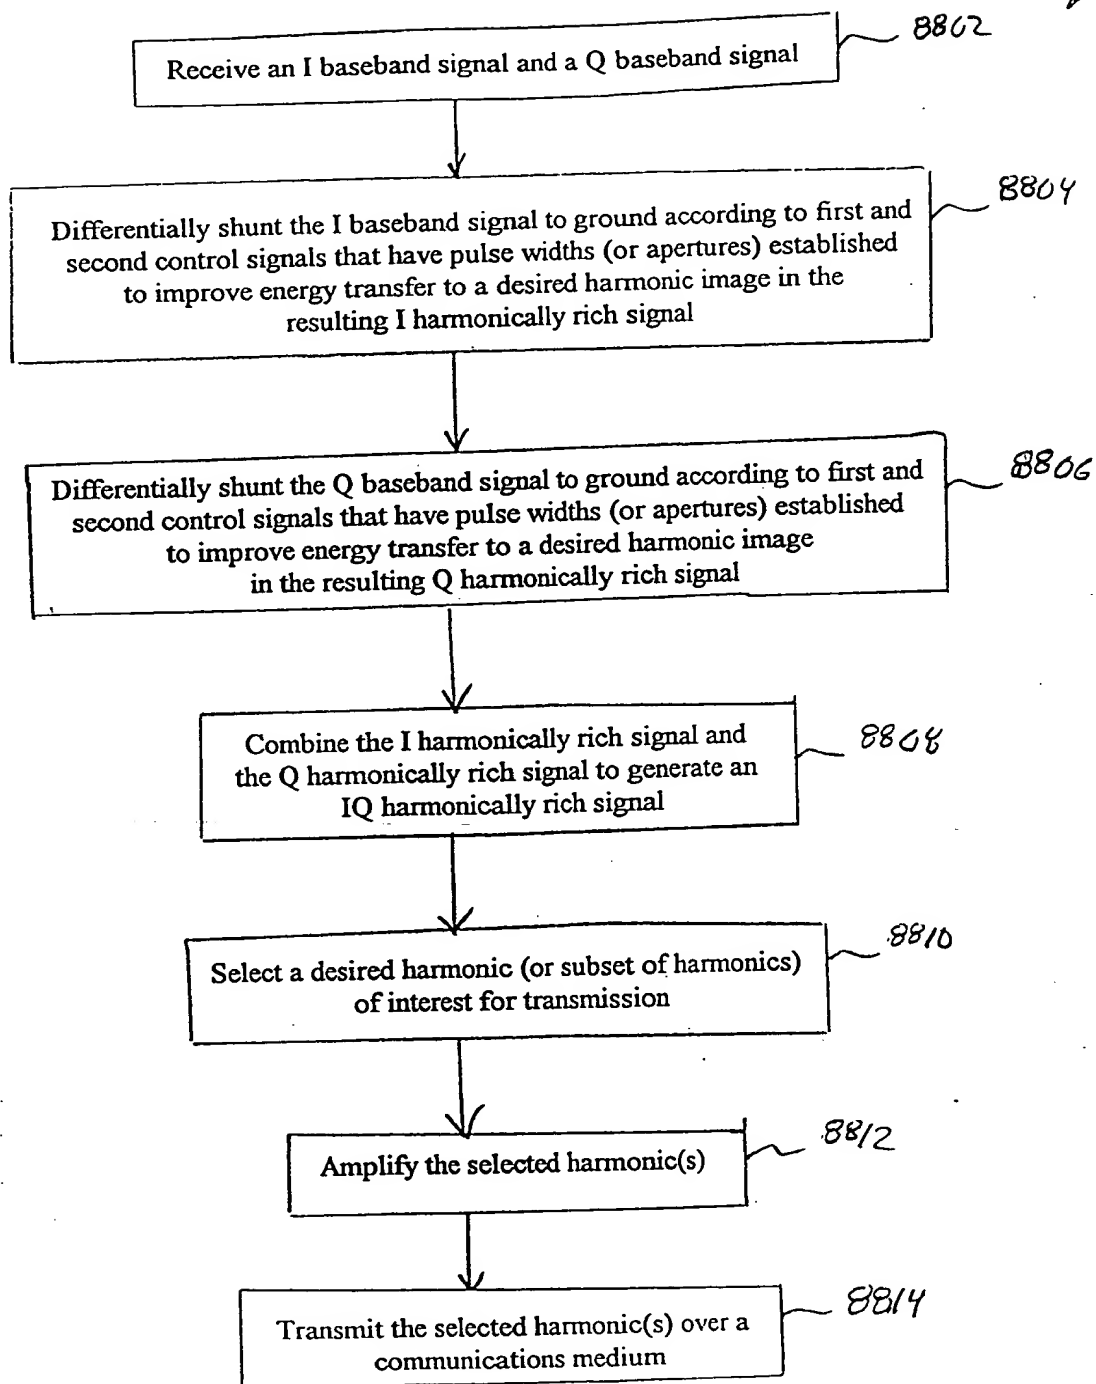 8802
Receive an I baseband signal and a Q baseband signal
8804
Differentially shunt the I baseband signal to ground according to first and
second control signals that have pulse widths (or apertures) established
to improve energy transfer to a desired harmonic image in the
resulting I harmonically rich signal
8806
Differentially shunt the Q baseband signal to ground according to first and
second control signals that have pulse widths (or apertures) established
to improve energy transfer to a desired harmonic image
in the resulting Q harmonically rich signal
8808
Combine the I harmonically rich signal and
the Q harmonically rich signal to generate an
IQ harmonically rich signal
8810
Select a desired harmonic (or subset of harmonics)
of interest for transmission
8812
Amplify the selected harmonic(s)
8814
Transmit the selected harmonic(s) over a
communications medium